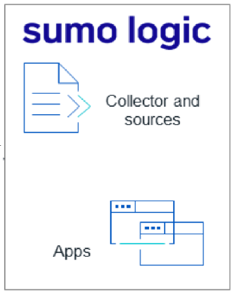 sumo logic
Collector and
sources
Apps